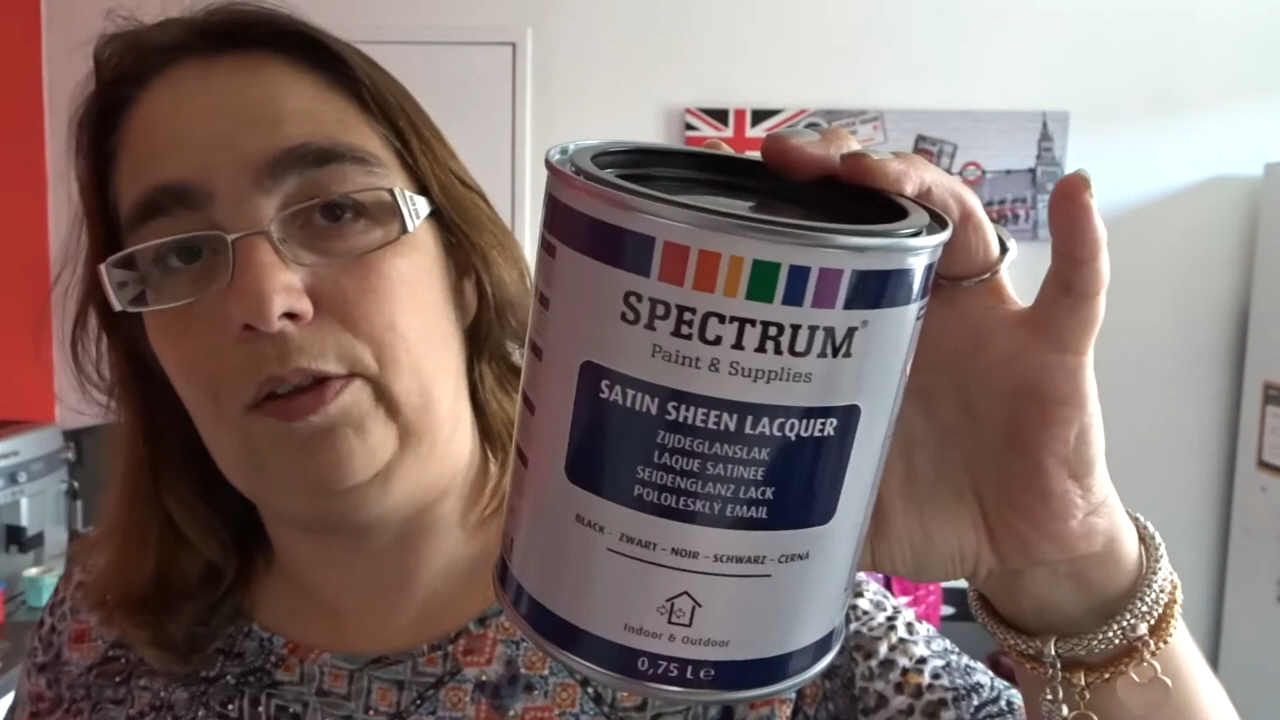 SPECTRUM®
Paint & Supplies
SATIN SHEEN LACQUER
ZIJDEGLANSLAK
LAQUE SATINEE
SEIDENGLANZ LACK
POLOLESKLÝ EMAIL
BLACK - ZWART - NOIR - SCHWARZ - ČERNÁ
Indoor & Outdoor
0,75 L ℮